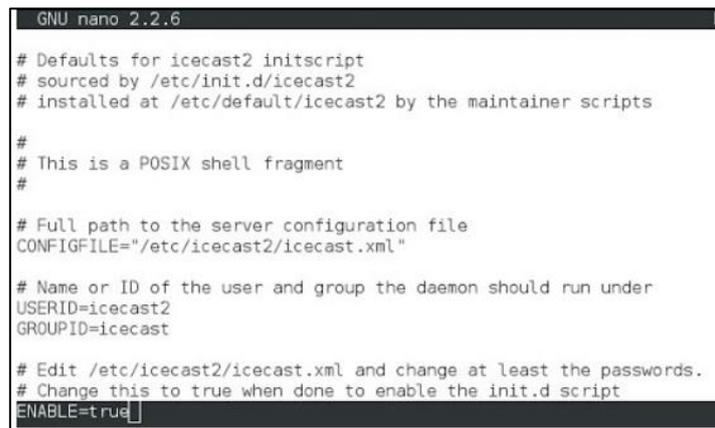 GNU nano 2.2.6
# Defaults for icecast2 initscript
# sourced by /etc/init.d/icecast2
# installed at /etc/default/icecast2 by the maintainer scripts
#
# This is a POSIX shell fragment
#
# Full path to the server configuration file
CONFIGFILE="/etc/icecast2/icecast.xml"
# Name or ID of the user and group the daemon should run under
USERID=icecast2
GROUPID=icecast
# Edit /etc/icecast2/icecast.xml and change at least the passwords.
# Change this to true when done to enable the init.d script
ENABLE=true